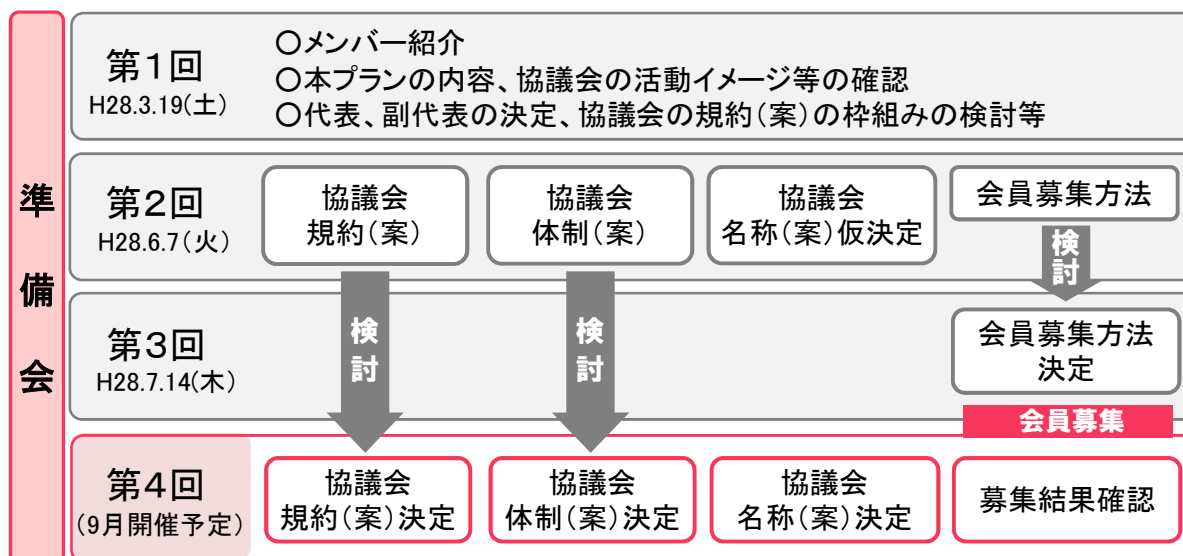 準備会
第1回
H28.3.19(土)
〇メンバー紹介
〇本プランの内容、協議会の活動イメージ等の確認
〇代表、副代表の決定、協議会の規約(案)の枠組みの検討等
第2回
H28.6.7(火)
協議会
規約(案)
協議会
体制(案)
協議会
名称(案)仮決定
会員募集方法
検討
検討
検討
第3回
H28.7.14(木)
会員募集方法
決定
会員募集
第4回
(9月開催予定)
協議会
規約(案)決定
協議会
体制(案)決定
協議会
名称(案)決定
募集結果確認